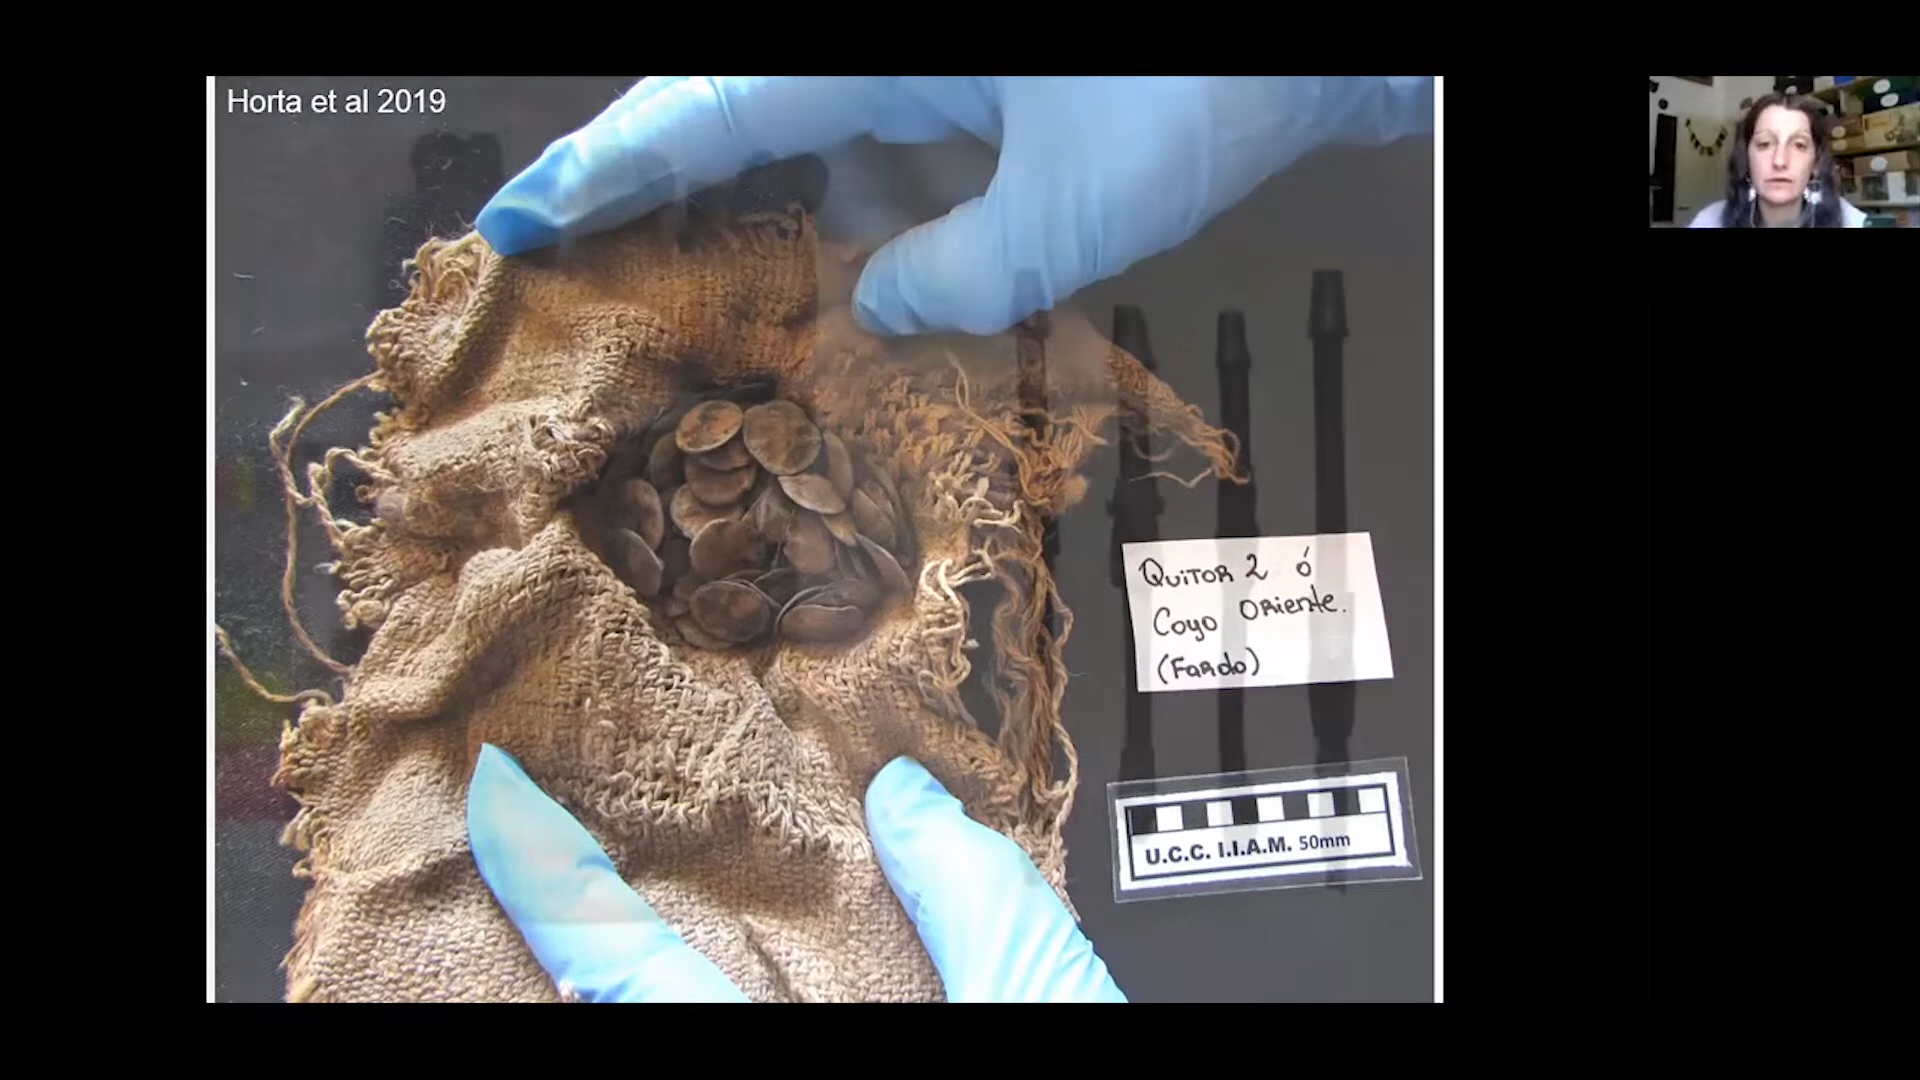 Horta et al 2019
Quitor 2 ó
Coyo Oriente.
(Fardo)
U.C.C. I.I.A.M. 50mm